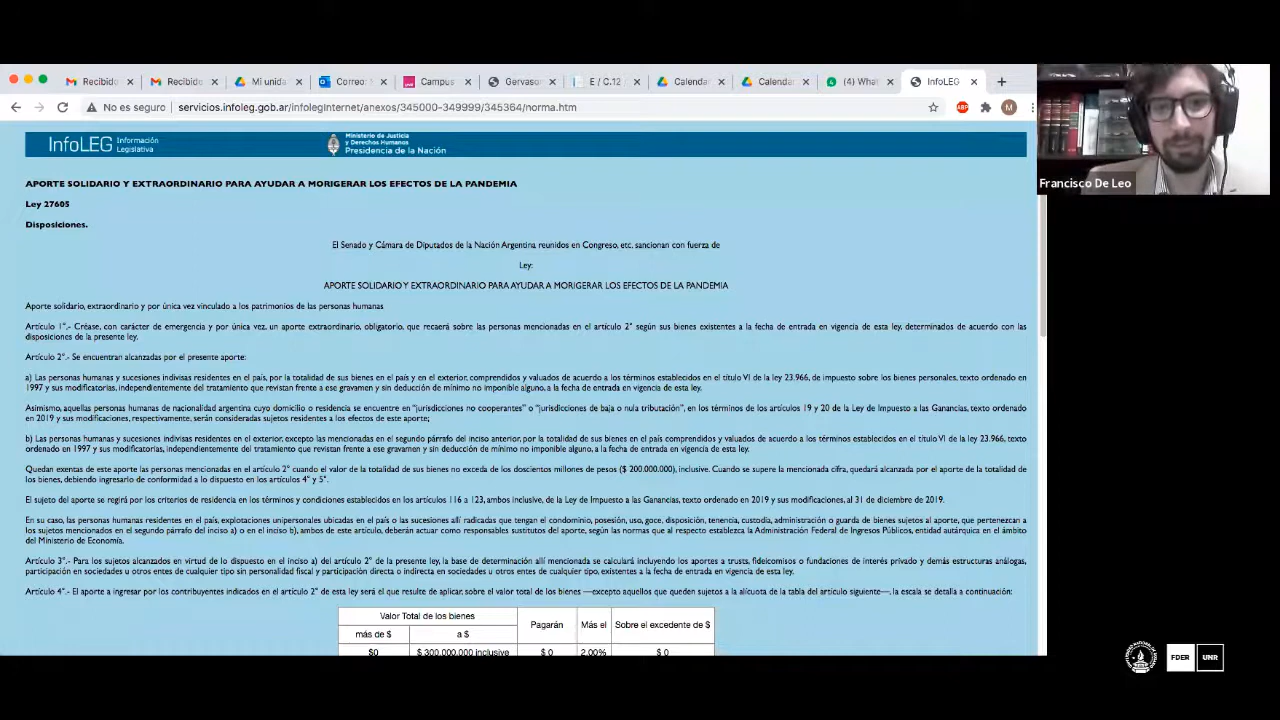 Recibido
Recibido
Mi unida
Correo:
Campus
Gervason
E / C.12
Calendar
Calendar
(4) What
InfoLEG
No es seguro
servicios.infoleg.gob.ar/infolegInternet/anexos/345000-349999/345364/norma.htm
ABP
M
InfoLEG Información Legislativa
Ministerio de Justicia
y Derechos Humanos
Presidencia de la Nación
Francisco De Leo
APORTE SOLIDARIO Y EXTRAORDINARIO PARA AYUDAR A MORIGERAR LOS EFECTOS DE LA PANDEMIA
Ley 27605
Disposiciones.
El Senado y Cámara de Diputados de la Nación Argentina reunidos en Congreso, etc. sancionan con fuerza de
Ley:
APORTE SOLIDARIO Y EXTRAORDINARIO PARA AYUDAR A MORIGERAR LOS EFECTOS DE LA PANDEMIA
Aporte solidario, extraordinario y por única vez vinculado a los patrimonios de las personas humanas
Artículo 1°.- Créase, con carácter de emergencia y por única vez, un aporte extraordinario, obligatorio, que recaerá sobre las personas mencionadas en el artículo 2° según sus bienes existentes a la fecha de entrada en vigencia de esta ley, determinados de acuerdo con las
disposiciones de la presente ley.
Artículo 2°.- Se encuentran alcanzadas por el presente aporte:
a) Las personas humanas y sucesiones indivisas residentes en el país, por la totalidad de sus bienes en el país y en el exterior, comprendidos y valuados de acuerdo a los términos establecidos en el título VI de la ley 23.966, de impuesto sobre los bienes personales, texto ordenado en
1997 y sus modificatorias, independientemente del tratamiento que revistan frente a ese gravamen y sin deducción de mínimo no imponible alguno, a la fecha de entrada en vigencia de esta ley.
Asimismo, aquellas personas humanas de nacionalidad argentina cuyo domicilio o residencia se encuentre en “jurisdicciones no cooperantes” o “jurisdicciones de baja o nula tributación”, en los términos de los artículos 19 y 20 de la Ley de Impuesto a las Ganancias, texto ordenado
en 2019 y sus modificaciones, respectivamente, serán consideradas sujetos residentes a los efectos de este aporte;
b) Las personas humanas y sucesiones indivisas residentes en el exterior, excepto las mencionadas en el segundo párrafo del inciso anterior, por la totalidad de sus bienes en el país comprendidos y valuados de acuerdo a los términos establecidos en el título VI de la ley 23.966, texto
ordenado en 1997 y sus modificatorias, independientemente del tratamiento que revistan frente a ese gravamen y sin deducción de mínimo no imponible alguno, a la fecha de entrada en vigencia de esta ley.
Quedan exentas de este aporte las personas mencionadas en el artículo 2° cuando el valor de la totalidad de sus bienes no exceda de los doscientos millones de pesos ($ 200.000.000), inclusive. Cuando se supere la mencionada cifra, quedará alcanzada por el aporte de la totalidad de
los bienes, debiendo ingresarlo de conformidad a lo dispuesto en los artículos 4° y 5°.
El sujeto del aporte se regirá por los criterios de residencia en los términos y condiciones establecidos en los artículos 116 a 123, ambos inclusive, de la Ley de Impuesto a las Ganancias, texto ordenado en 2019 y sus modificaciones, al 31 de diciembre de 2019.
En su caso, las personas humanas residentes en el país, explotaciones unipersonales ubicadas en el país o las sucesiones allí radicadas que tengan el condominio, posesión, uso, goce, disposición, tenencia, custodia, administración o guarda de bienes sujetos al aporte, que pertenezcan a
los sujetos mencionados en el segundo párrafo del inciso a) o en el inciso b), ambos de este artículo, deberán actuar como responsables sustitutos del aporte, según las normas que al respecto establezca la Administración Federal de Ingresos Públicos, entidad autárquica en el ámbito
del Ministerio de Economía.
Artículo 3°.- Para los sujetos alcanzados en virtud de lo dispuesto en el inciso a) del artículo 2° de la presente ley, la base de determinación allí mencionada se calculará incluyendo los aportes a trusts, fideicomisos o fundaciones de interés privado y demás estructuras análogas,
participación en sociedades u otros entes de cualquier tipo sin personalidad fiscal y participación directa o indirecta en sociedades u otros entes de cualquier tipo, existentes a la fecha de entrada en vigencia de esta ley.
Artículo 4°.- El aporte a ingresar por los contribuyentes indicados en el artículo 2° de esta ley será el que resulte de aplicar, sobre el valor total de los bienes —excepto aquellos que queden sujetos a la alícuota de la tabla del artículo siguiente—, la escala que se detalla a continuación:
Valor Total de los bienes
Pagarán
Más el
Sobre el excedente de $
más de $
a $
$0
$ 300.000.000 inclusive
$ 0
2,00%
$ 0
FDER
UNR